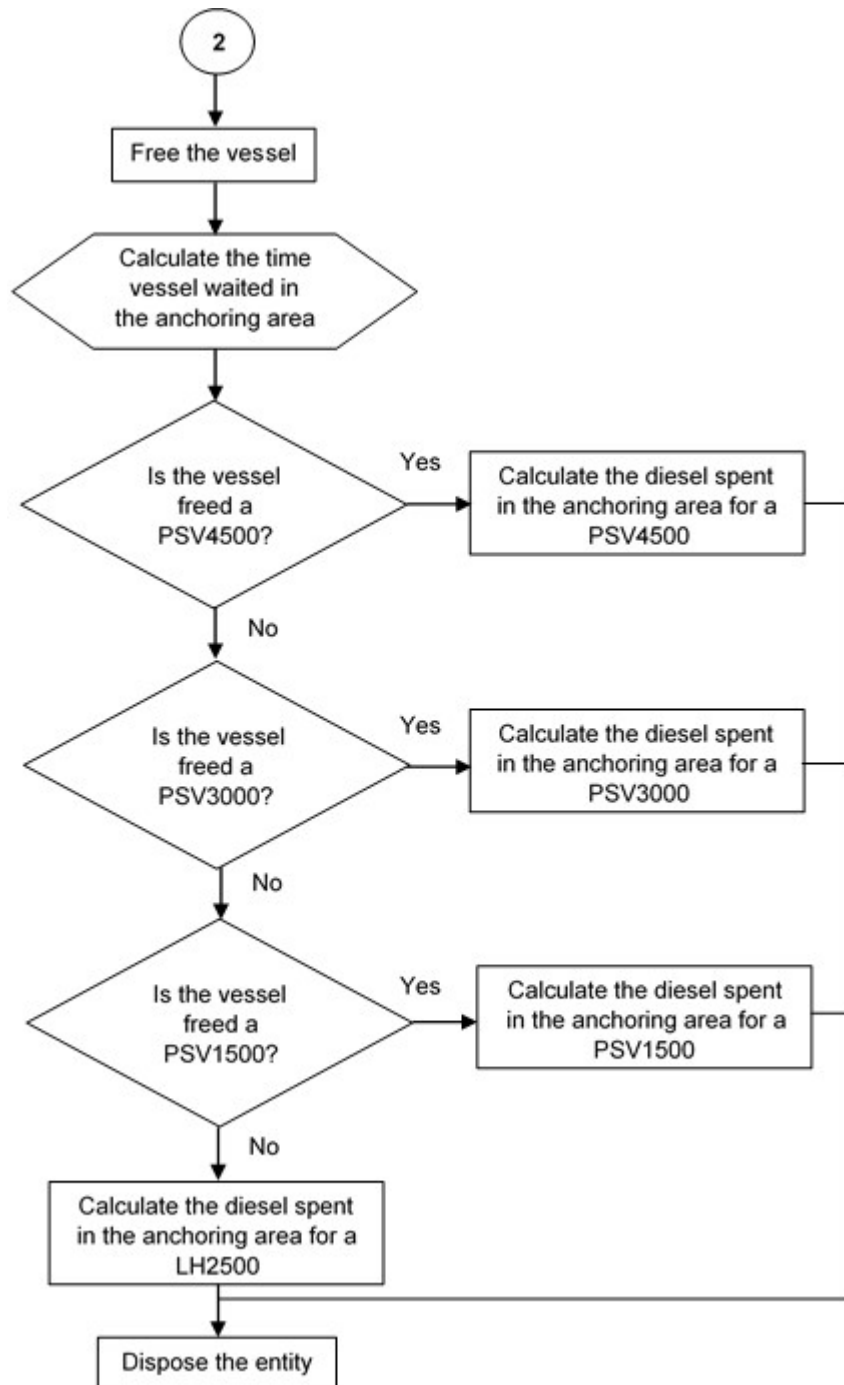 2
Free the vessel
Calculate the time
vessel waited in
the anchoring area
Is the vessel
freed a
PSV4500?
Yes
Calculate the diesel spent
in the anchoring area for a
PSV4500
No
Is the vessel
freed a
PSV3000?
Yes
Calculate the diesel spent
in the anchoring area for a
PSV3000
No
Is the vessel
freed a
PSV1500?
Yes
Calculate the diesel spent
in the anchoring area for a
PSV1500
No
Calculate the diesel spent
in the anchoring area for a
LH2500
Dispose the entity